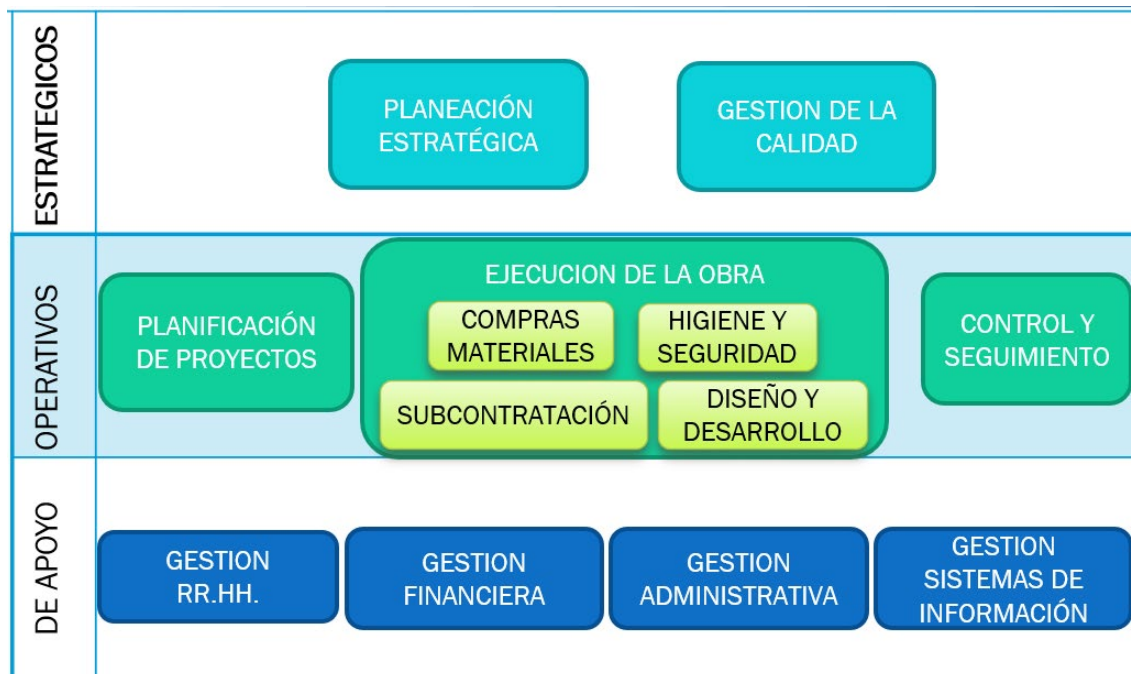 ESTRATEGICOS
PLANEACIÓN
ESTRATÉGICA
GESTION DE LA
CALIDAD
OPERATIVOS
PLANIFICACIÓN
DE PROYECTOS
EJECUCION DE LA OBRA
COMPRAS
MATERIALES
HIGIENE Y
SEGURIDAD
SUBCONTRATACIÓN
DISEÑO Y
DESARROLLO
CONTROL Y
SEGUIMIENTO
DE APOYO
GESTION
RR.HH.
GESTION
FINANCIERA
GESTION
ADMINISTRATIVA
GESTION
SISTEMAS DE
INFORMACIÓN